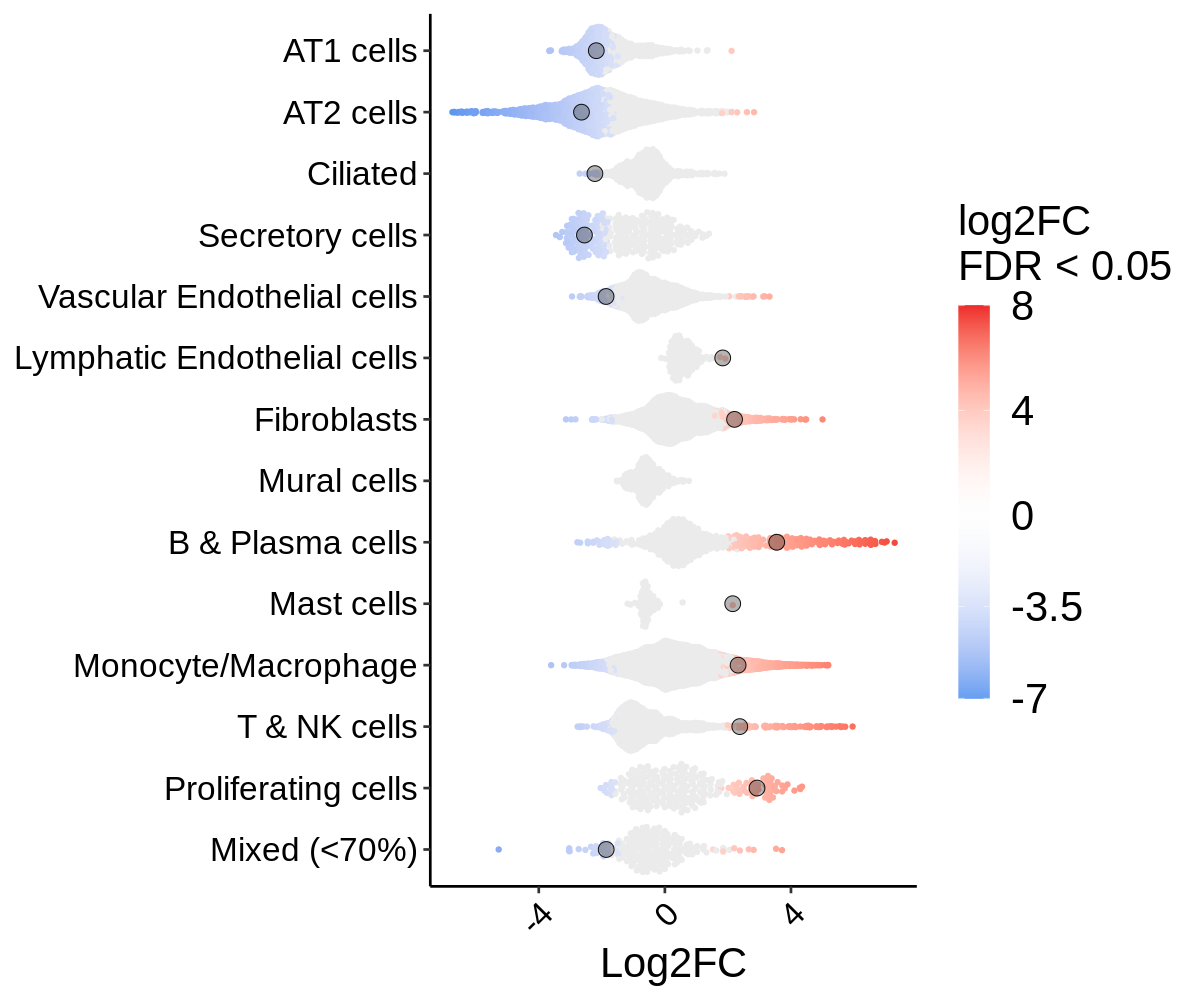 AT1 cells
AT2 cells
Ciliated
Secretory cells
Vascular Endothelial cells
Lymphatic Endothelial cells
Fibroblasts
Mural cells
B & Plasma cells
Mast cells
Monocyte/Macrophage
T & NK cells
Proliferating cells
Mixed (<70%)
-4
0
4
Log2FC
log2FC
FDR < 0.05
8
4
0
-3.5
-7